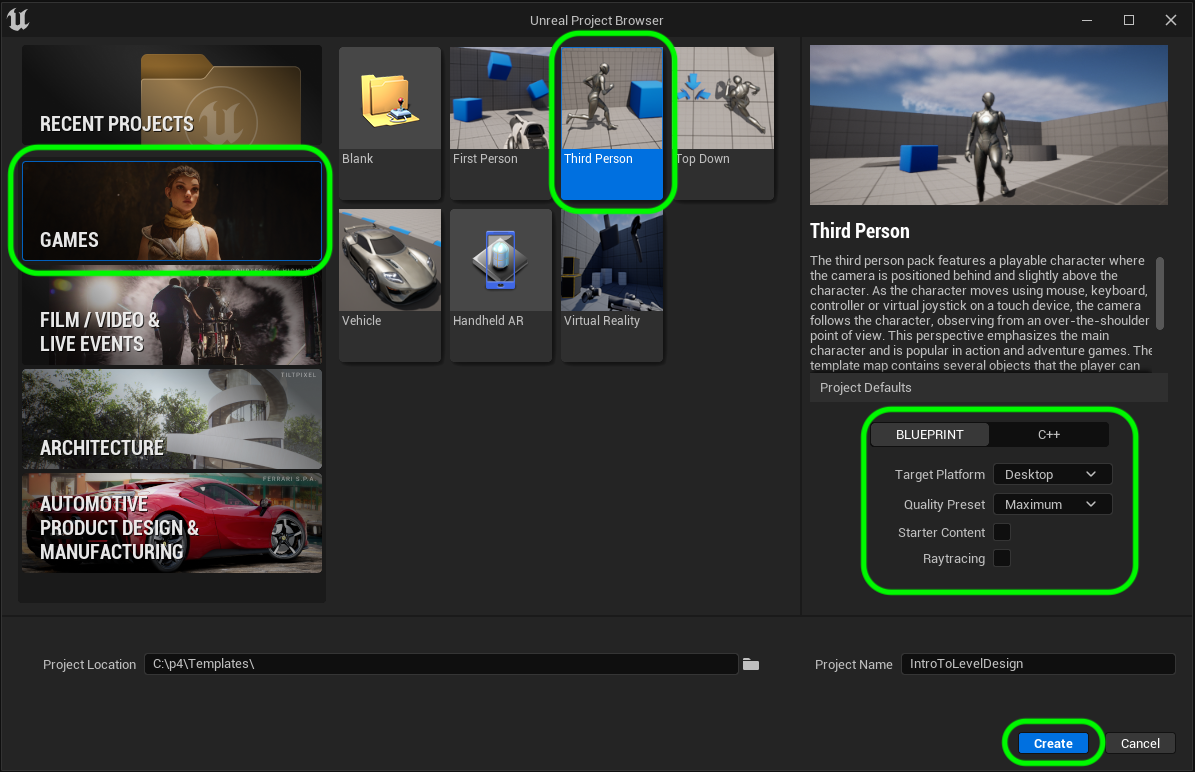 Unreal Project Browser
RECENT PROJECTS
GAMES
FILM / VIDEO &
LIVE EVENTS
TILTPIXEL
ARCHITECTURE
FERRARI S.P.A
AUTOMOTIVE
PRODUCT DESIGN &
MANUFACTURING
Blank
First Person
Third Person
Top Down
Vehicle
Handheld AR
Virtual Reality
Third Person
The third person pack features a playable character where
the camera is positioned behind and slightly above the
character. As the character moves using mouse, keyboard,
controller or virtual joystick on a touch device, the camera
follows the character, observing from an over-the-shoulder
point of view. This perspective emphasizes the main
character and is popular in action and adventure games. The
template map contains several objects that the player can
Project Defaults
BLUEPRINT
C++
Target Platform
Desktop
Quality Preset
Maximum
Starter Content
Raytracing
Project Location
C:\p4\Templates\
Project Name
IntroToLevelDesign
Create
Cancel